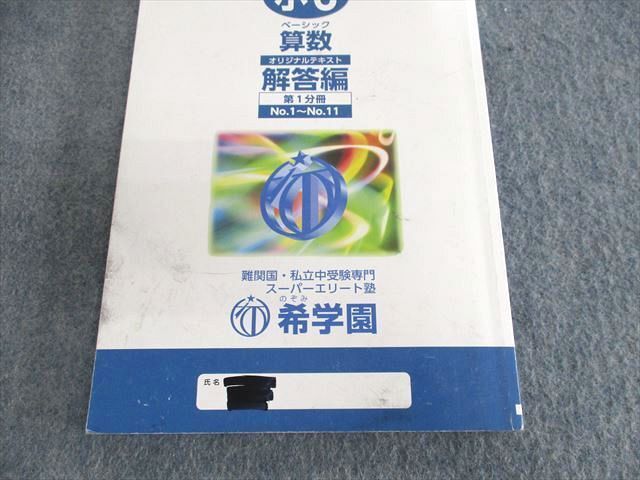 ベーシック
算数
オリジナルテキスト
解答編
第1分冊
No.1〜No.11
難関国・私立中受験専門
スーパーエリート塾
のぞみ
希学園
氏名